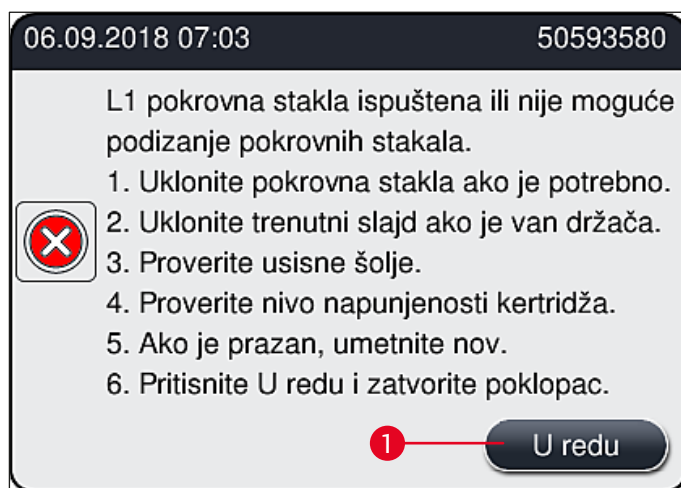 06.09.2018 07:03 50593580
L1 pokrovna stakla ispuštena ili nije moguće
podizanje pokrovnih stakala.
1. Uklonite pokrovna stakla ako je potrebno.
2. Uklonite trenutni slajd ako je van držača.
3. Proverite usisne šolje.
4. Proverite nivo napunjenosti kertridža.
5. Ako je prazan, umetnite nov.
6. Pritisnite U redu i zatvorite poklopac.
1 U redu